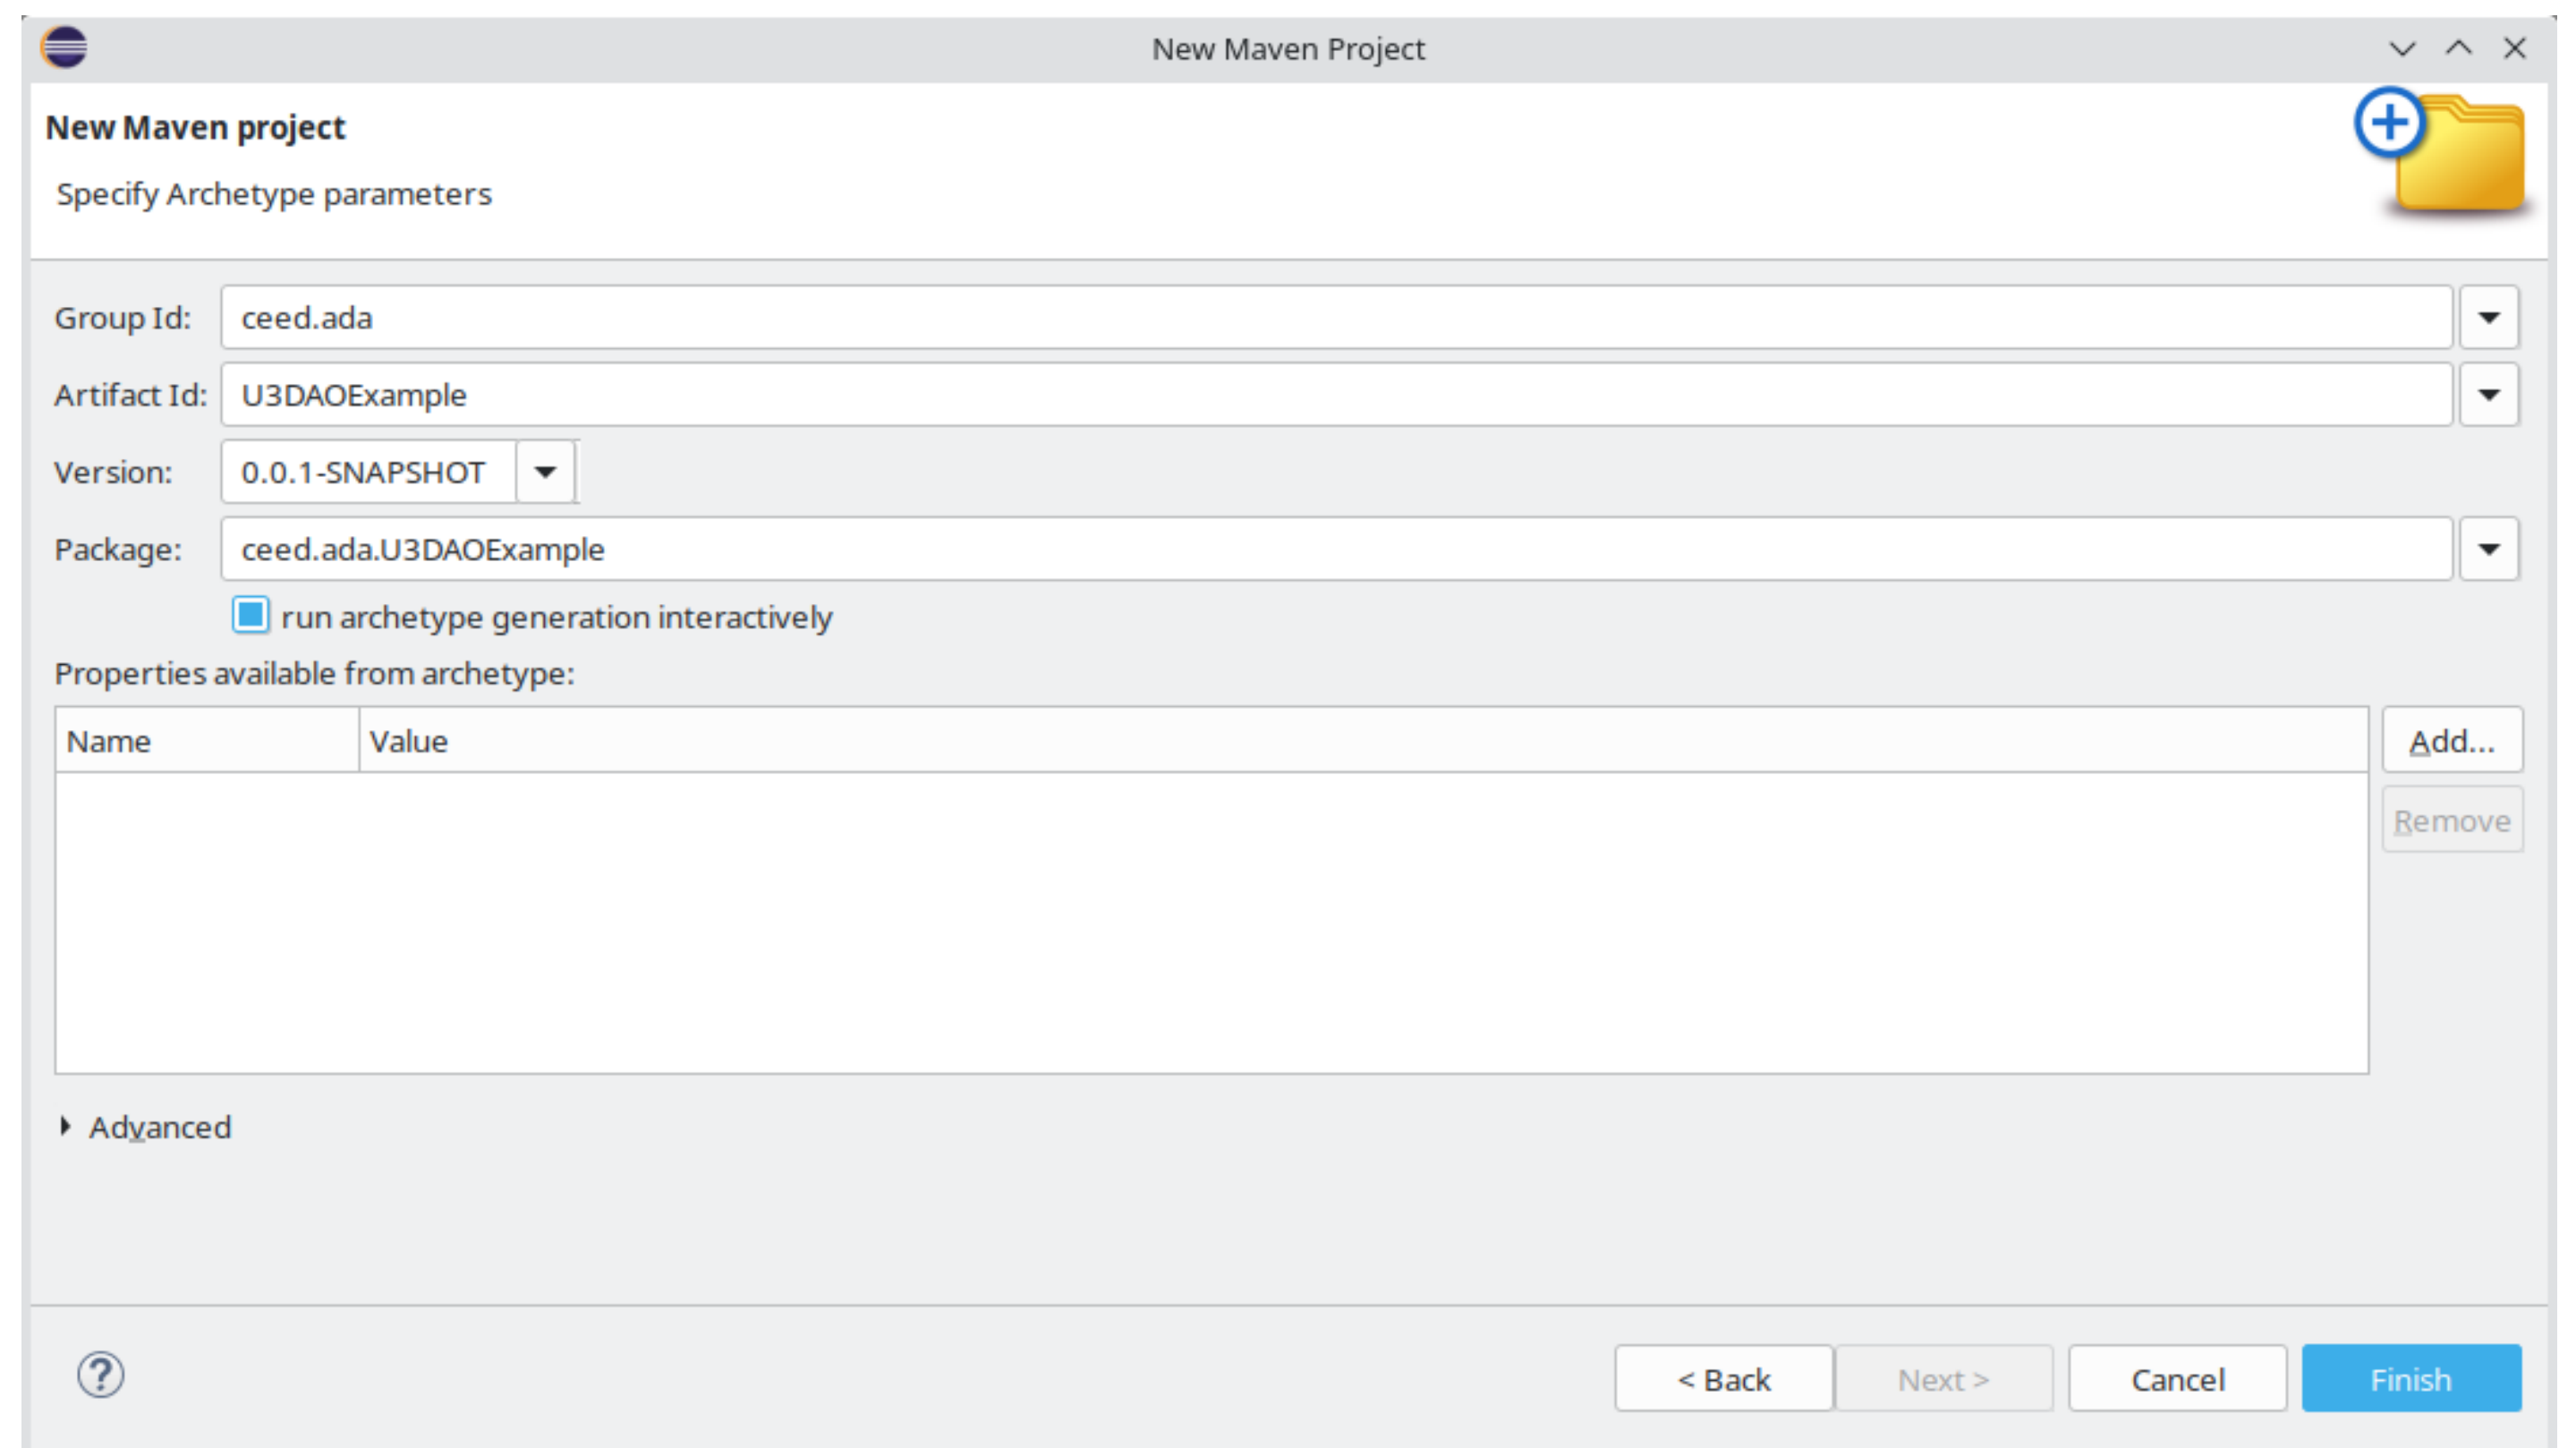 New Maven Project
New Maven project
Specify Archetype parameters
Group Id: ceed.ada
Artifact Id: U3DAOExample
Version: 0.0.1-SNAPSHOT
Package: ceed.ada.U3DAOExample
run archetype generation interactively
Properties available from archetype:
Name Value Add...
Remove
Advanced
? < Back Next > Cancel Finish